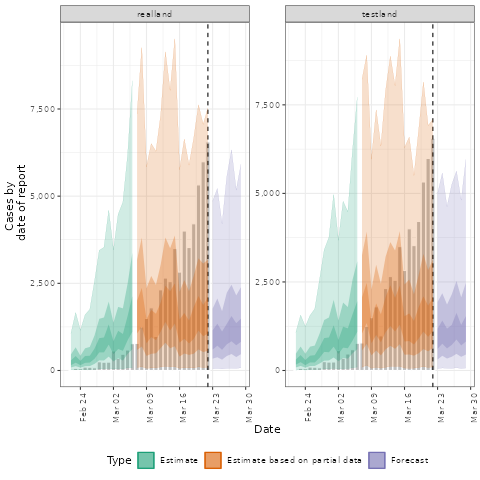 realland
testland
Cases by
date of report
7,500
5,000
2,500
0
7,500
5,000
2,500
0
Feb 24
Mar 02
Mar 09
Mar 16
Mar 23
Mar 30
Feb 24
Mar 02
Mar 09
Mar 16
Mar 23
Mar 30
Date
Type
Estimate
Estimate based on partial data
Forecast